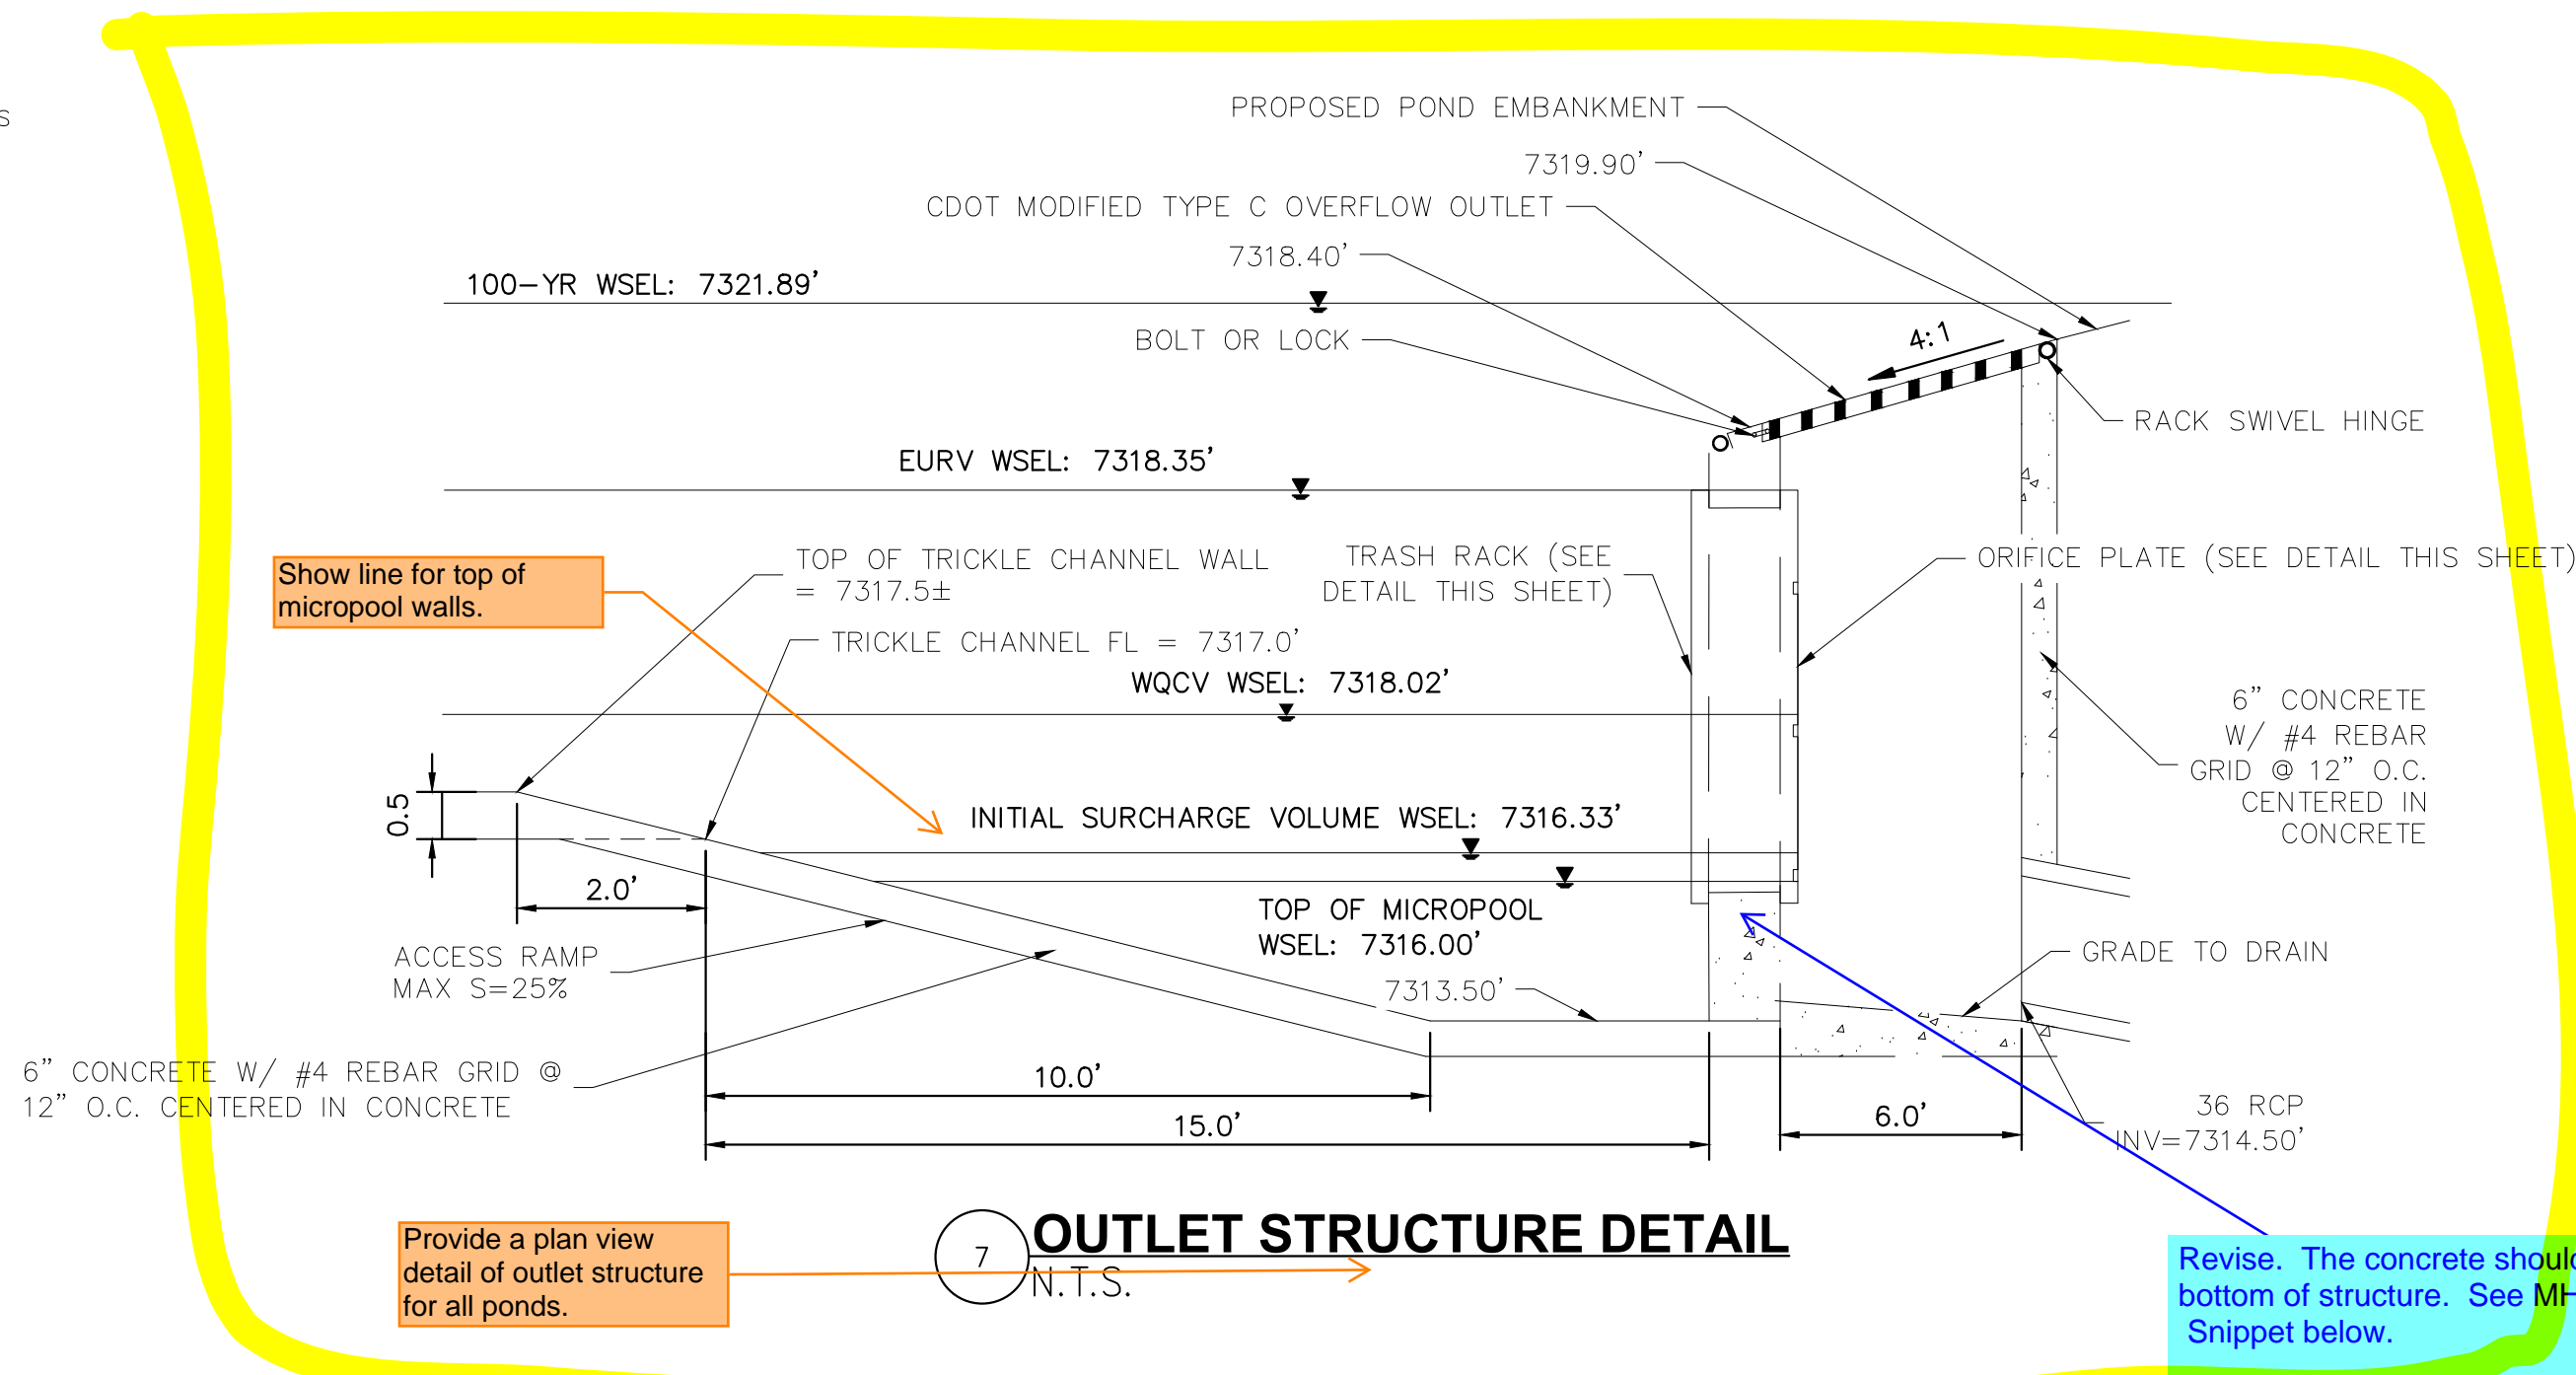 S
PROPOSED POND EMBANKMENT
7319.90'
CDOT MODIFIED TYPE C OVERFLOW OUTLET
7318.40'
100-YR WSEL: 7321.89'
BOLT OR LOCK
4:1
RACK SWIVEL HINGE
EURV WSEL: 7318.35'
Show line for top of
micropool walls.
TOP OF TRICKLE CHANNEL WALL
= 7317.5±
TRASH RACK (SEE
DETAIL THIS SHEET)
ORIFICE PLATE (SEE DETAIL THIS SHEET)
TRICKLE CHANNEL FL = 7317.0'
WQCV WSEL: 7318.02'
6" CONCRETE
W/ #4 REBAR
GRID @ 12" O.C.
CENTERED IN
CONCRETE
0.5
INITIAL SURCHARGE VOLUME WSEL: 7316.33'
2.0'
TOP OF MICROPOOL
WSEL: 7316.00'
ACCESS RAMP
MAX S=25%
GRADE TO DRAIN
7313.50'
6" CONCRETE W/ #4 REBAR GRID @
12" O.C. CENTERED IN CONCRETE
10.0'
15.0'
6.0'
36 RCP
INV=7314.50'
Provide a plan view
detail of outlet structure
for all ponds.
7
OUTLET STRUCTURE DETAIL
N.T.S.
Revise. The concrete should
bottom of structure. See MH
Snippet below.